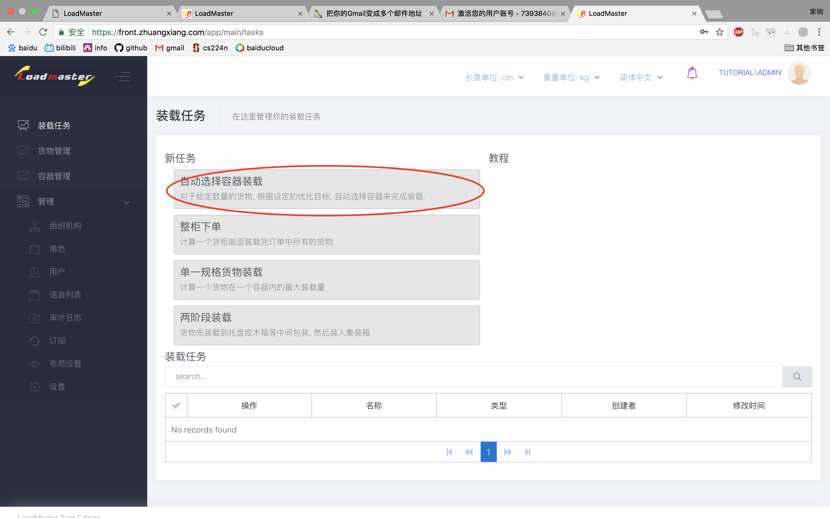 LoadMaster
LoadMaster
把你的Gmail变成多个邮件地址
激活您的用户账号 - 7393840@
LoadMaster
家驹
安全 https://front.zhuangxiang.com/app/main/tasks
ABP
baidu
bilibili
info
github
gmail
cs224n
baiducloud
其他书签
Loadmaster
长度单位: cm
重量单位: kg
简体中文
TUTORIAL\ADMIN
装载任务
货物管理
容器管理
管理
组织机构
角色
用户
语言列表
审计日志
订阅
布局设置
设置
装载任务
在这里管理你的装载任务
新任务
教程
自动选择容器装载
对于给定数量的货物, 根据设定的优化目标, 自动选择容器来完成装载.
整柜下单
计算一个货柜能否装载完订单中所有的货物
单一规格货物装载
计算一个货物在一个容器内的最大装载量
两阶段装载
货物先装载到托盘或木箱等中间包装, 然后装入集装箱
装载任务
search...
操作
名称
类型
创建者
修改时间
No records found
1
LoadMaster Test Edition